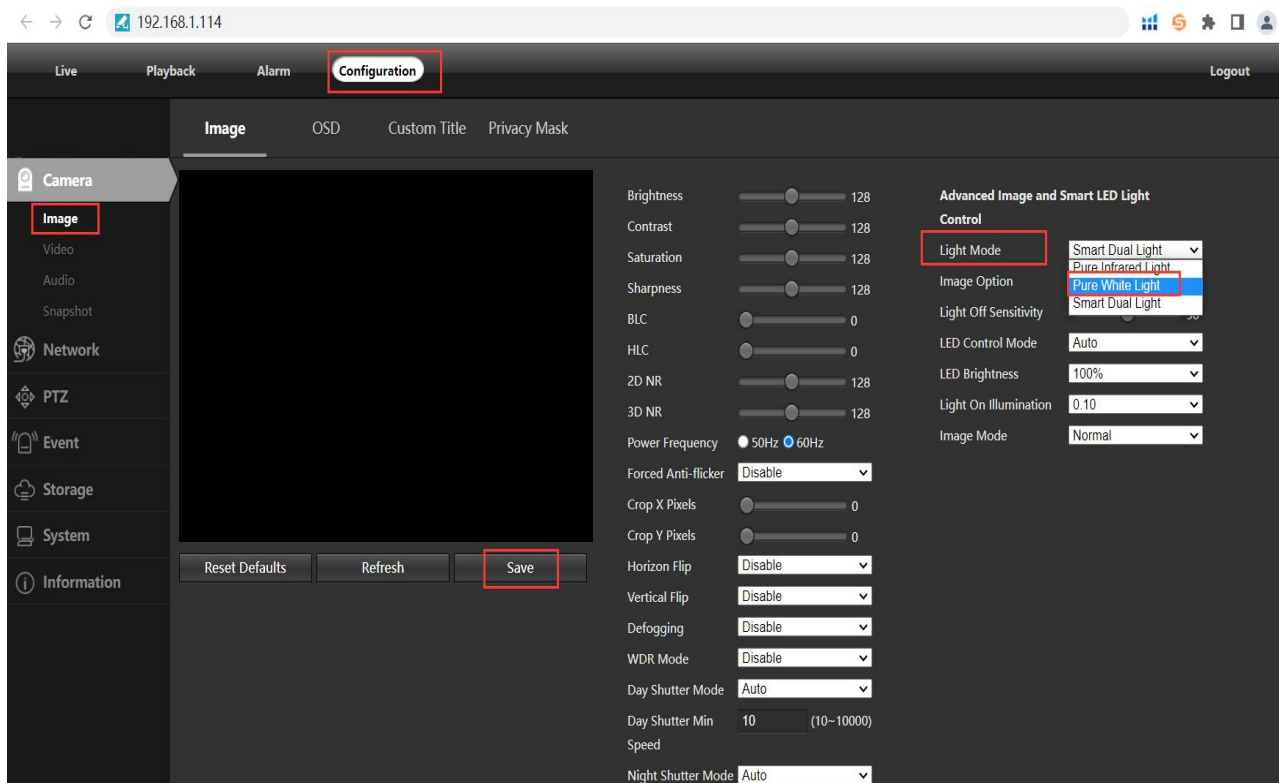 192.168.1.114
Live Playback Alarm Configuration Logout
Image OSD Custom Title Privacy Mask
Camera
Image
Video
Audio
Snapshot
Network
PTZ
Event
Storage
System
Information
Reset Defaults Refresh Save
Brightness 128
Contrast 128
Saturation 128
Sharpness 128
BLC 0
HLC 0
2D NR 128
3D NR 128
Power Frequency 50Hz 60Hz
Forced Anti-flicker Disable
Crop X Pixels 0
Crop Y Pixels 0
Horizon Flip Disable
Vertical Flip Disable
Defogging Disable
WDR Mode Disable
Day Shutter Mode Auto
Day Shutter Min 10 (10~10000)
Speed
Night Shutter Mode Auto
Advanced Image and Smart LED Light
Control
Light Mode Smart Dual Light
Pure Infrared Light
Image Option Pure White Light
Smart Dual Light
Light Off Sensitivity
LED Control Mode Auto
LED Brightness 100%
Light On Illumination 0.10
Image Mode Normal